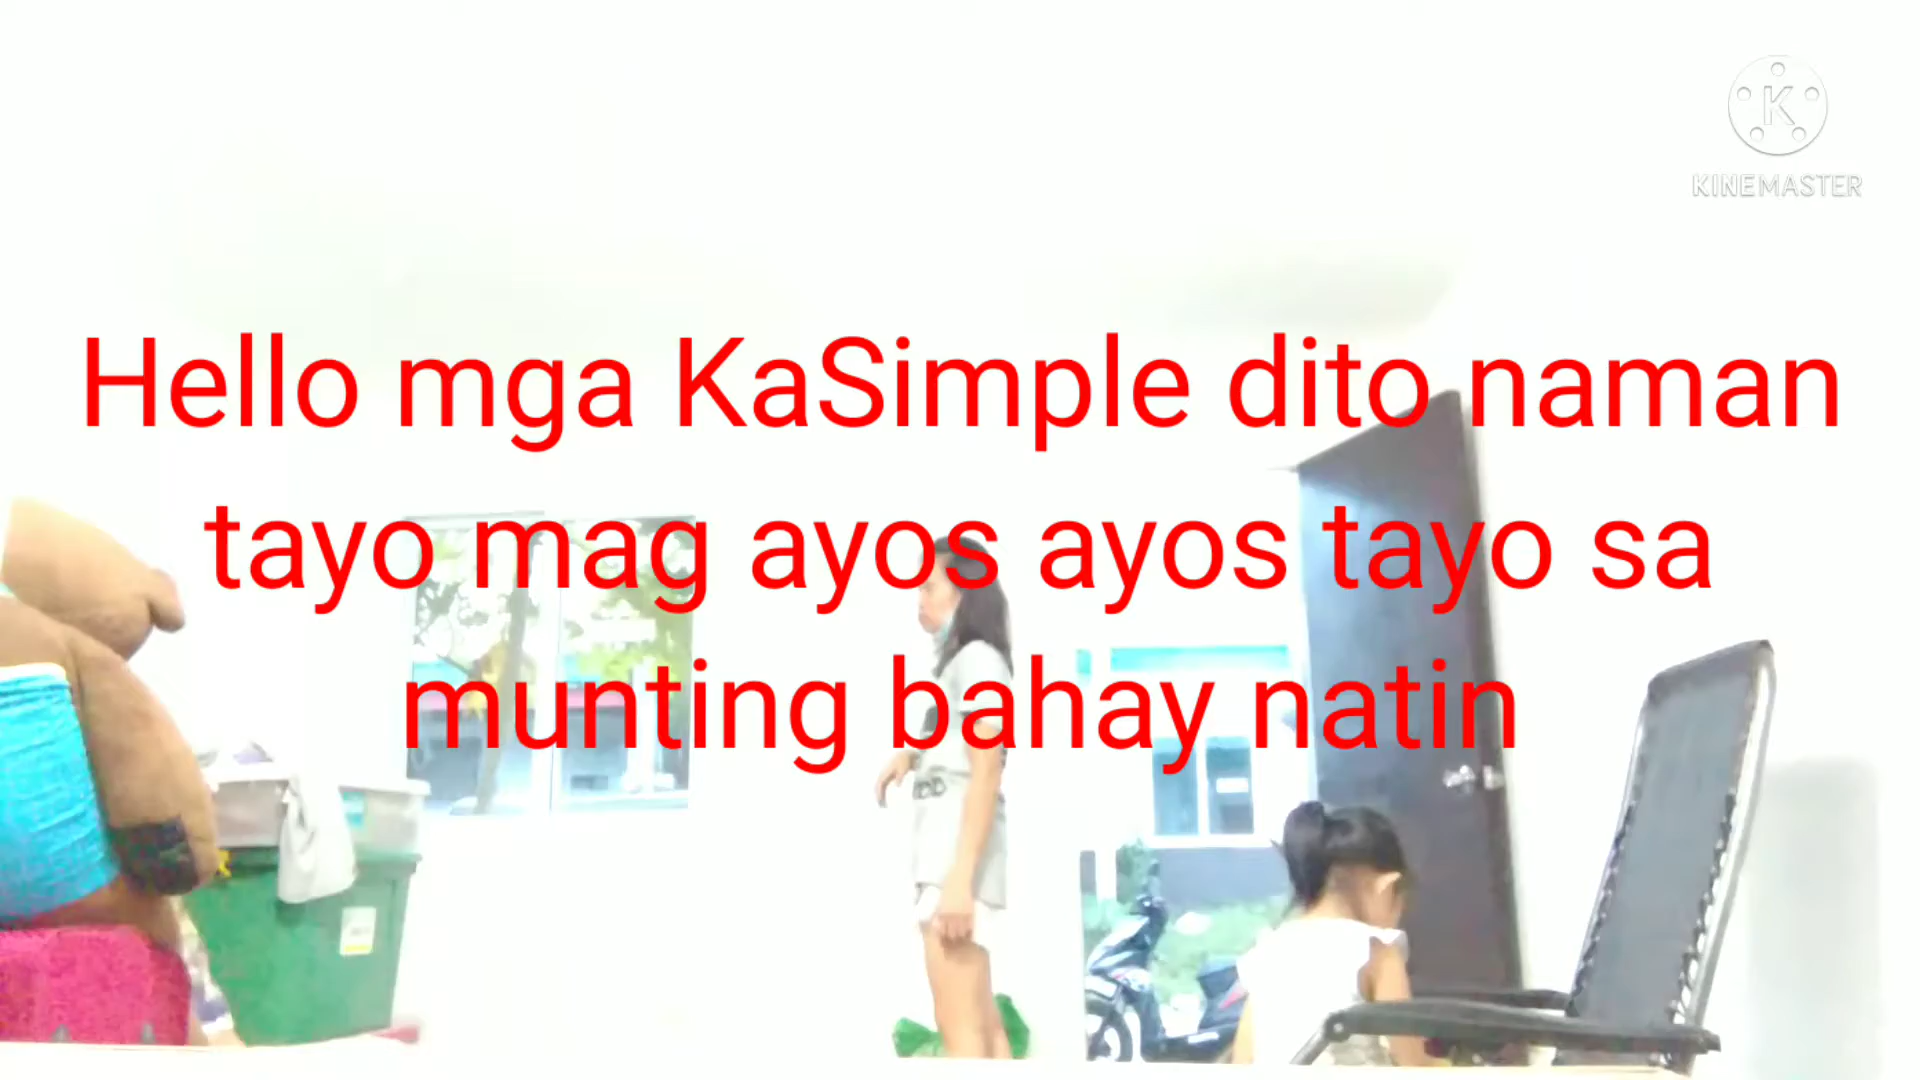 KINEMASTER
Hello mga KaSimple dito naman
tayo mag ayos ayos tayo sa
munting bahay natin